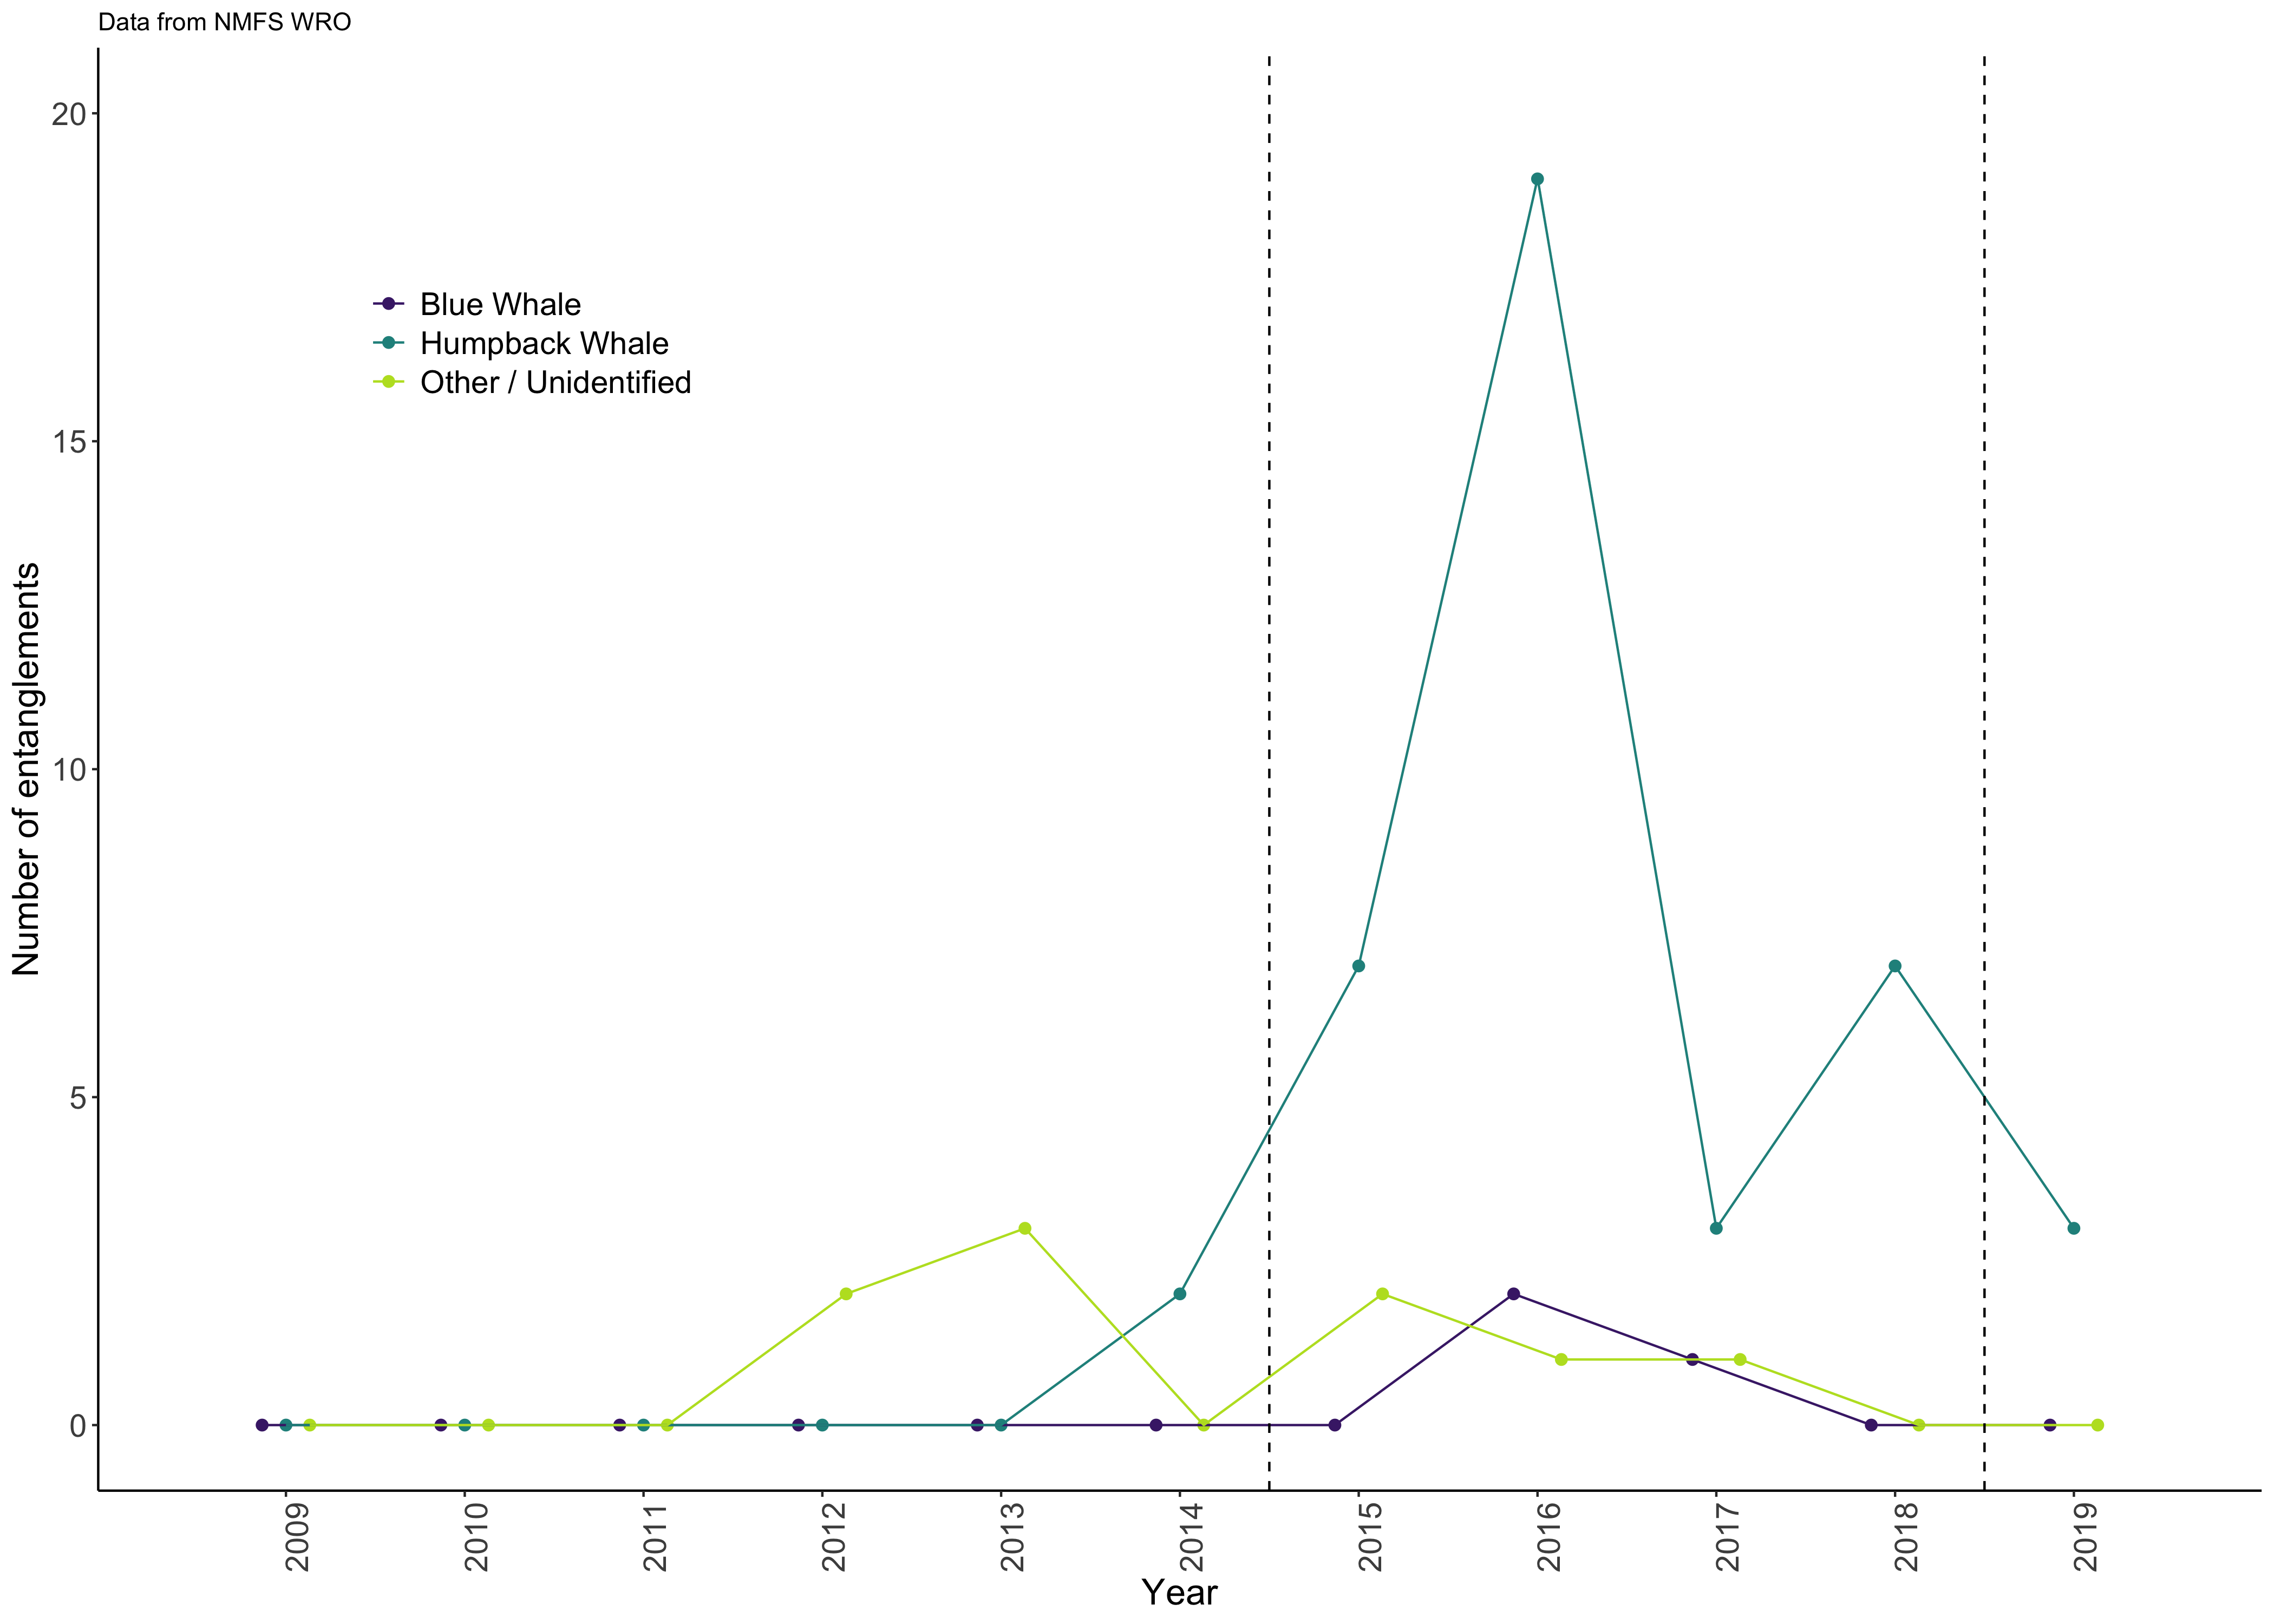 Data from NMFS WRO
20
15
10
5
0
Number of entanglements
Blue Whale
Humpback Whale
Other / Unidentified
2009
2010
2011
2012
2013
2014
2015
2016
2017
2018
2019
Year